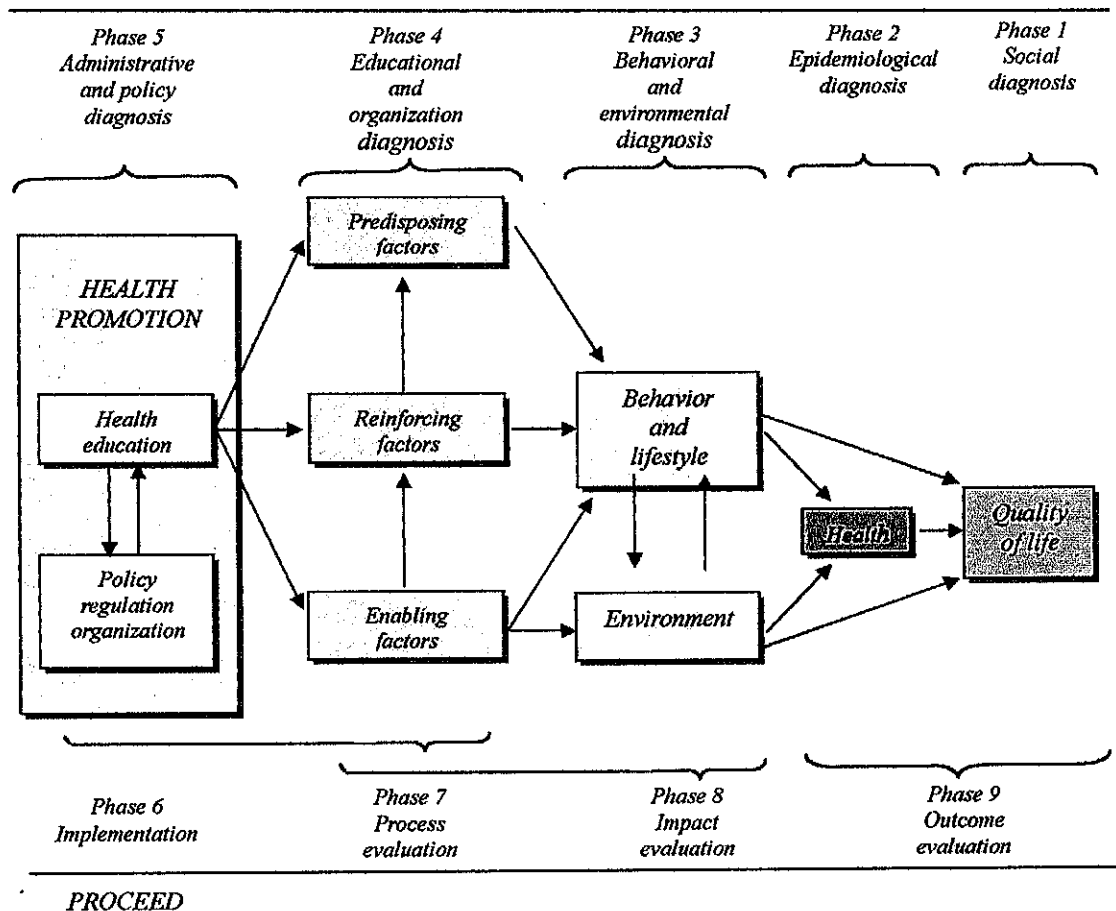 Phase 5
Administrative
and policy
diagnosis
Phase 4
Educational
and
organization
diagnosis
Phase 3
Behavioral
and
environmental
diagnosis
Phase 2
Epidemiological
diagnosis
Phase 1
Social
diagnosis
HEALTH
PROMOTION
Health
education
Policy
regulation
organization
Predisposing
factors
Reinforcing
factors
Enabling
factors
Behavior
and
lifestyle
Environment
Health
Quality
of life
Phase 6
Implementation
Phase 7
Process
evaluation
Phase 8
Impact
evaluation
Phase 9
Outcome
evaluation
PROCEED